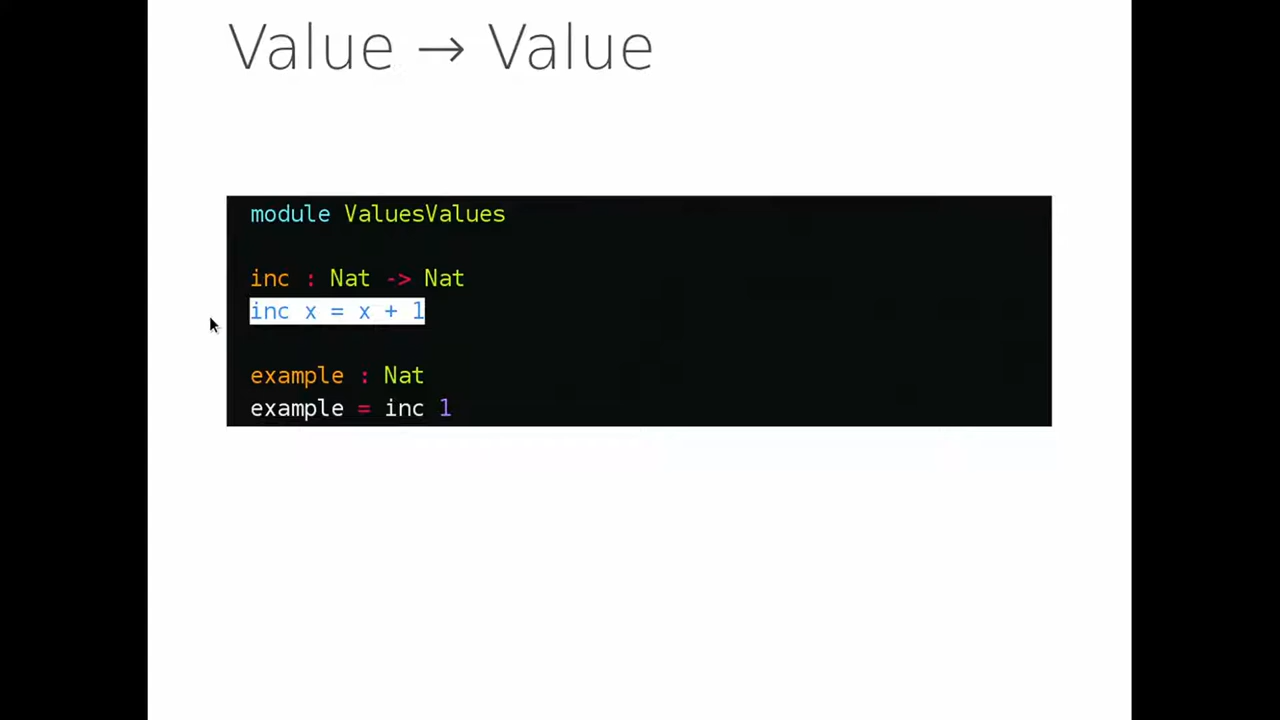 Value → Value
module ValuesValues
inc : Nat -> Nat
inc x = x + 1
example : Nat
example = inc 1